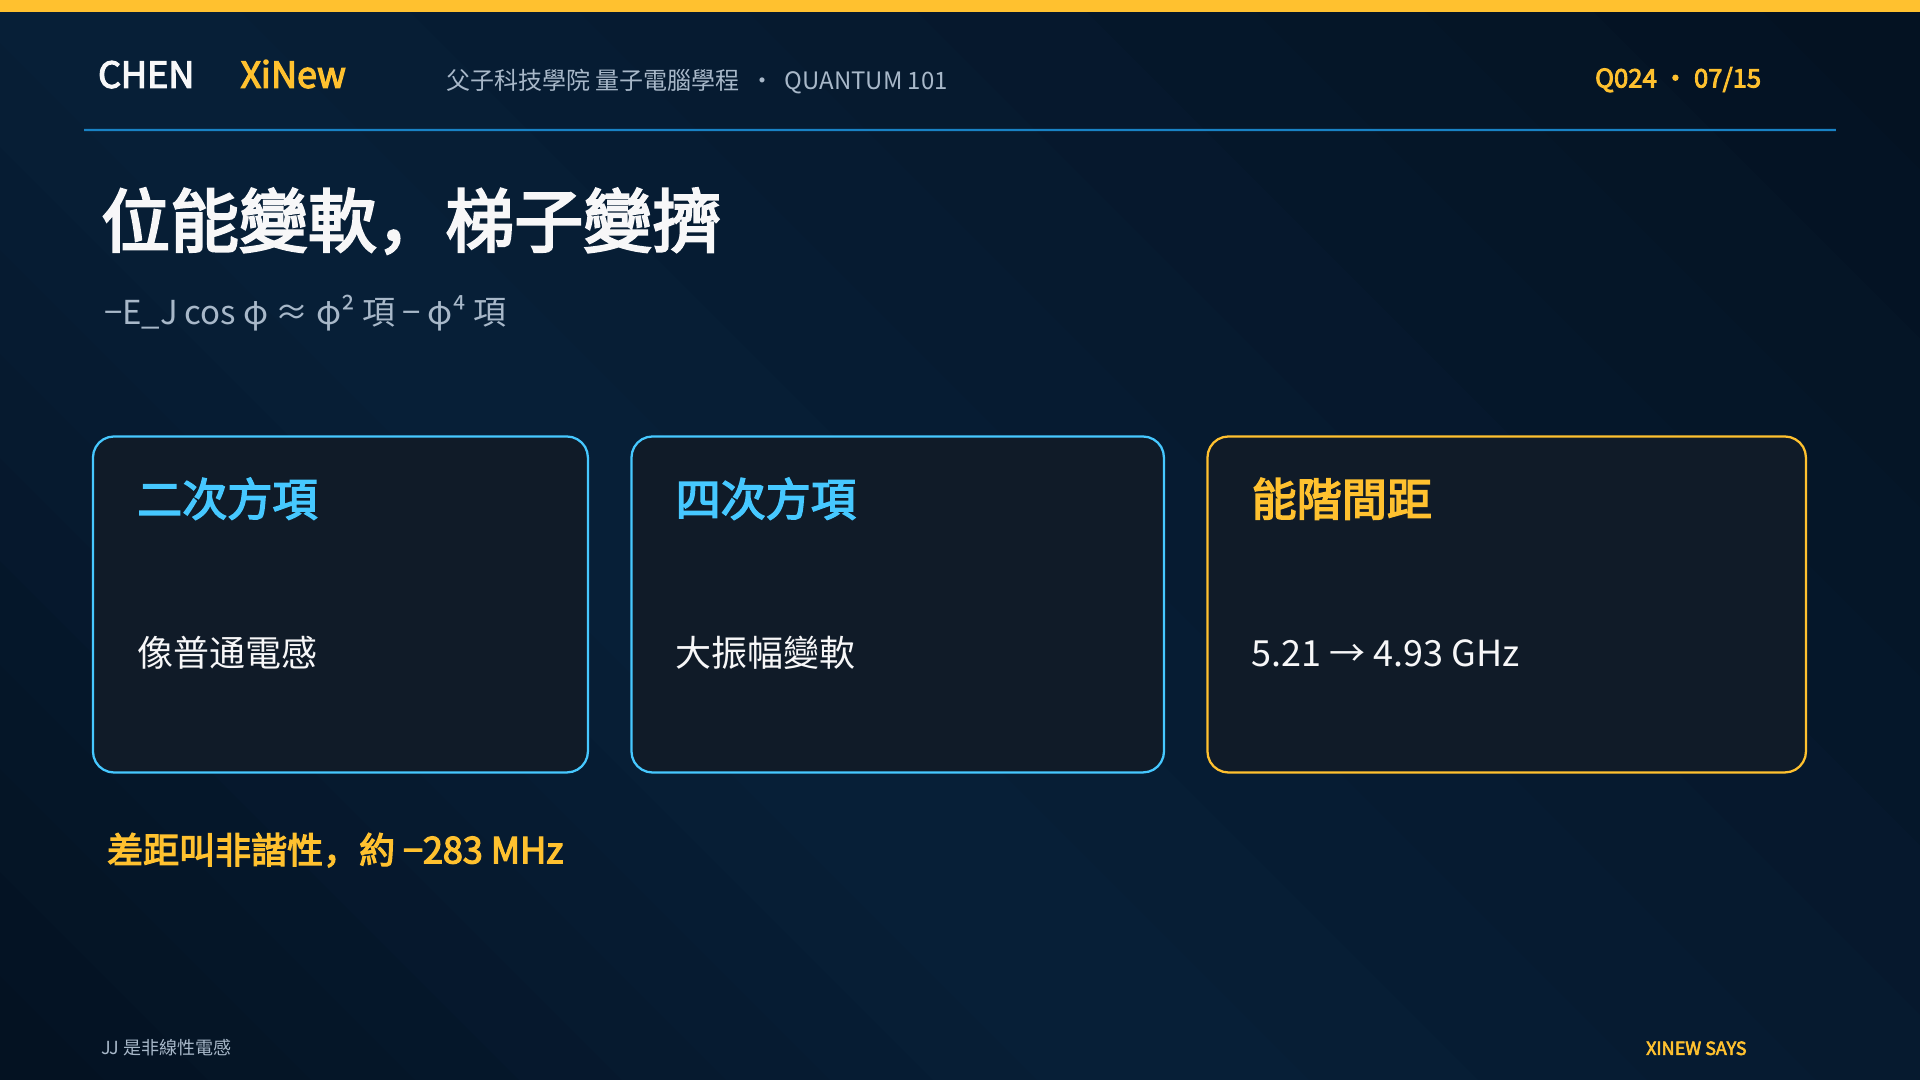 CHEN XiNew 父子科技學院 量子電腦學程 • QUANTUM 101 Q024 • 07/15
位能變軟，梯子變擠
−E_J cos ϕ ≈ ϕ² 項 − ϕ⁴ 項
二次方項
像普通電感
四次方項
大振幅變軟
能階間距
5.21 → 4.93 GHz
差距叫非諧性，約 −283 MHz
JJ 是非線性電感
XINEW SAYS